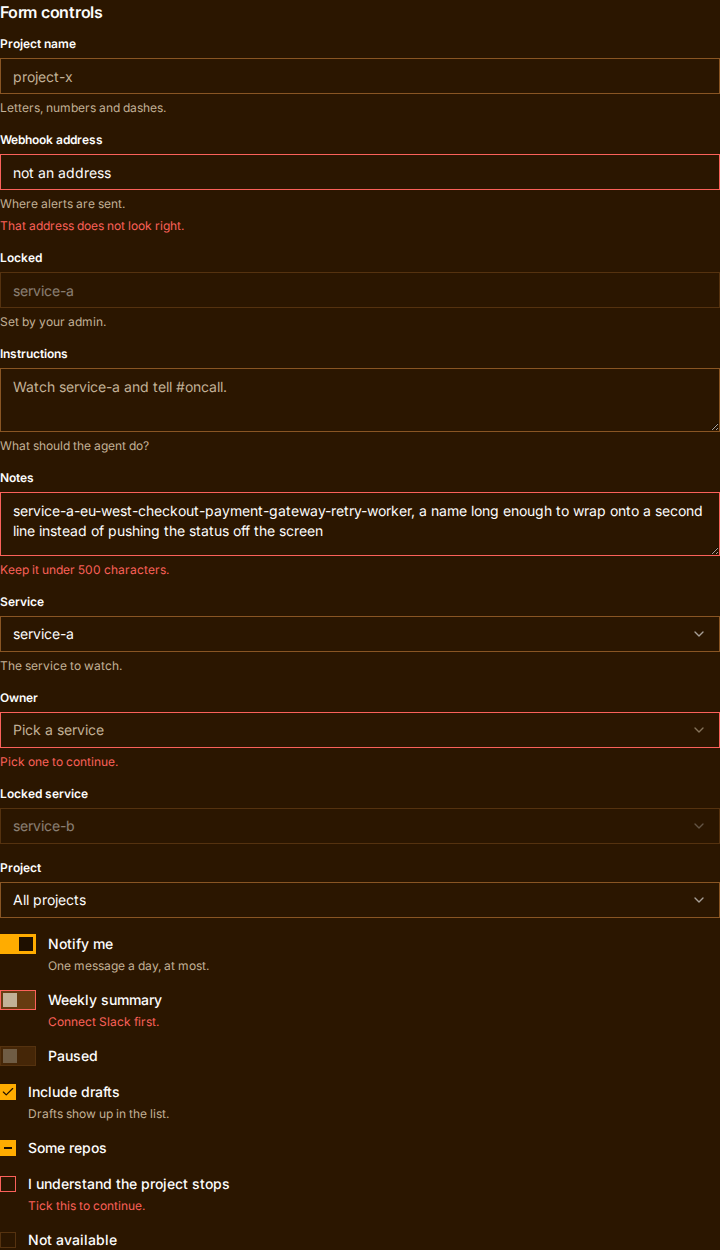 Form controls
Project name
project-x
Letters, numbers and dashes.
Webhook address
not an address
Where alerts are sent.
That address does not look right.
Locked
service-a
Set by your admin.
Instructions
Watch service-a and tell #oncall.
What should the agent do?
Notes
service-a-eu-west-checkout-payment-gateway-retry-worker, a name long enough to wrap onto a second
line instead of pushing the status off the screen
Keep it under 500 characters.
Service
service-a
The service to watch.
Owner
Pick a service
Pick one to continue.
Locked service
service-b
Project
All projects
Notify me
One message a day, at most.
Weekly summary
Connect Slack first.
Paused
Include drafts
Drafts show up in the list.
Some repos
I understand the project stops
Tick this to continue.
Not available